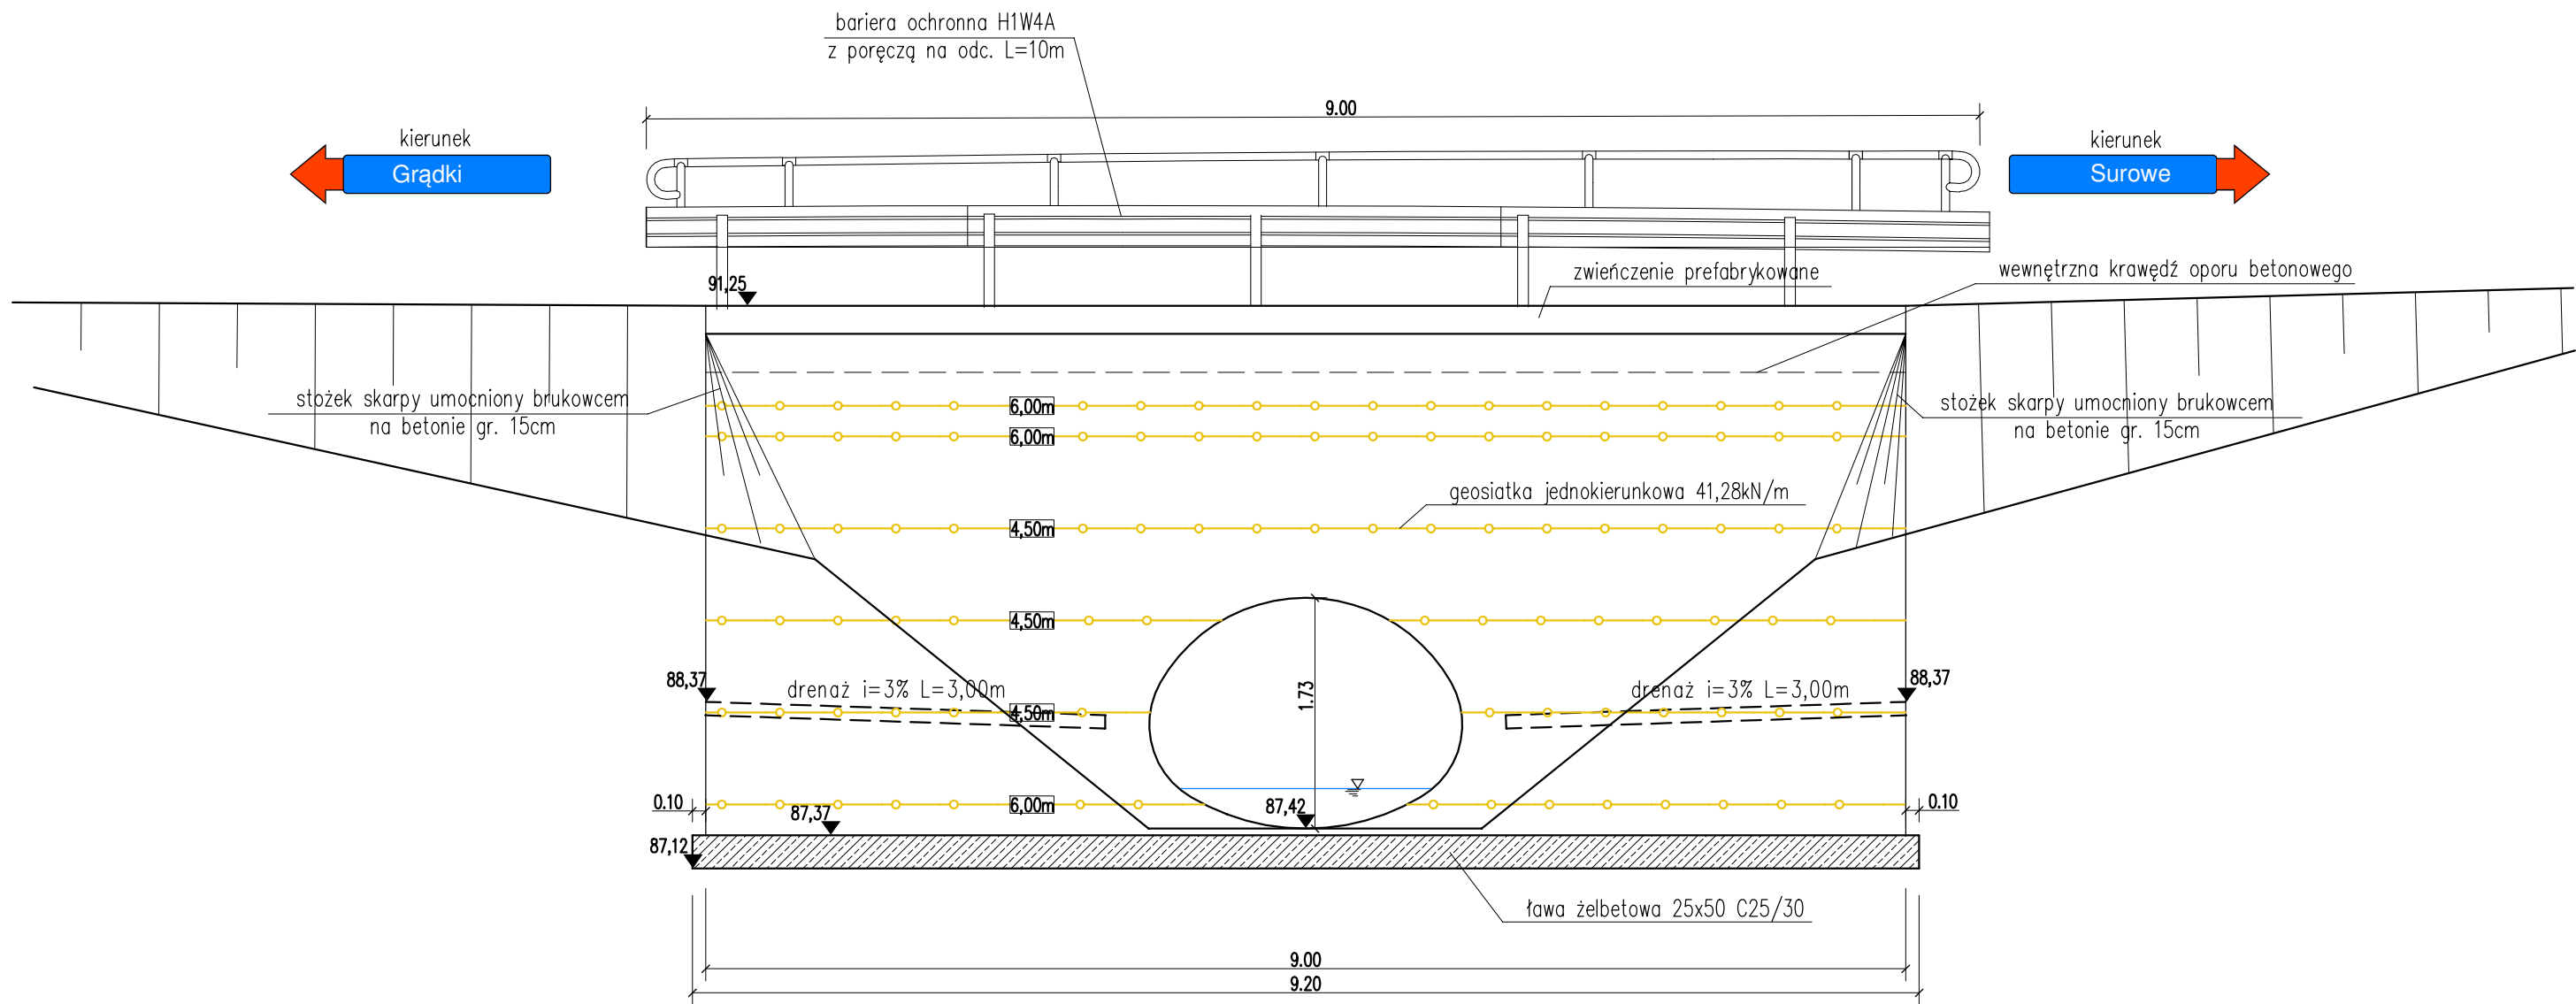 bariera ochronna H1W4A
z poręczą na odc. L=10m
9.00
kierunek
Grądki
kierunek
Surowe
91,25
zwieńczenie prefabrykowane
wewnętrzna krawędź oporu betonowego
stożek skarpy umocniony brukowcem
na betonie gr. 15cm
6,00m
6,00m
stożek skarpy umocniony brukowcem
na betonie gr. 15cm
geosiatka jednokierunkowa 41,28kN/m
4,50m
4,50m
88,37
drenaż i=3% L=3,00m
4,50m
1.73
drenaż i=3% L=3,00m
88,37
0.10
87,37
6,00m
87,42
0.10
87,12
ława żelbetowa 25x50 C25/30
9.00
9.20